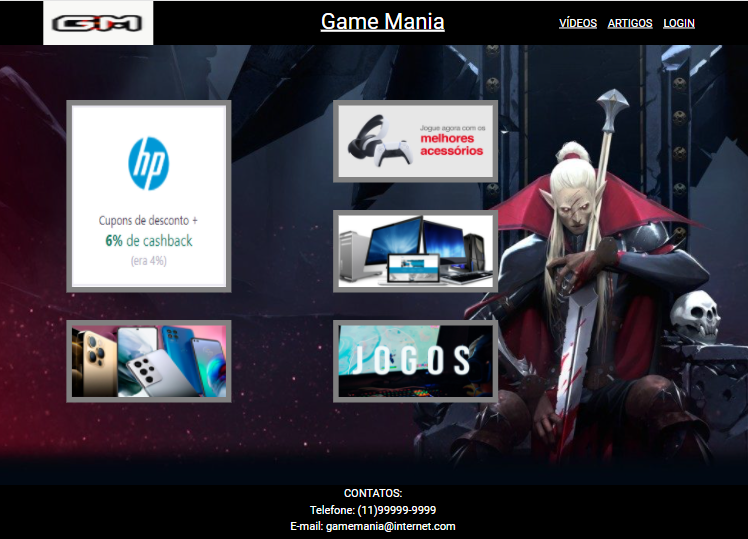 GM
Game Mania
VÍDEOS ARTIGOS LOGIN
hp
Cupons de desconto +
6% de cashback
(era 4%)
Jogue agora com os
melhores
acessórios
JOGOS
CONTATOS:
Telefone: (11)99999-9999
E-mail: gamemania@internet.com